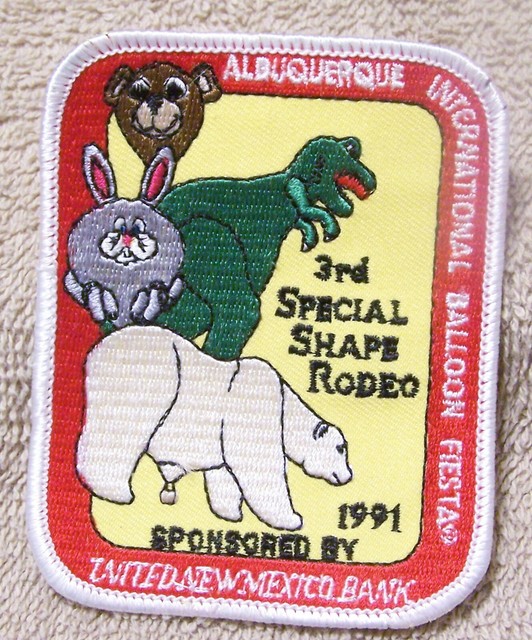 ALBUQUERQUE INTERNATIONAL BALLOON FIESTA®
3rd
SPECIAL
SHAPE
RODEO
1991
SPONSORED BY
UNITED NEW MEXICO BANK